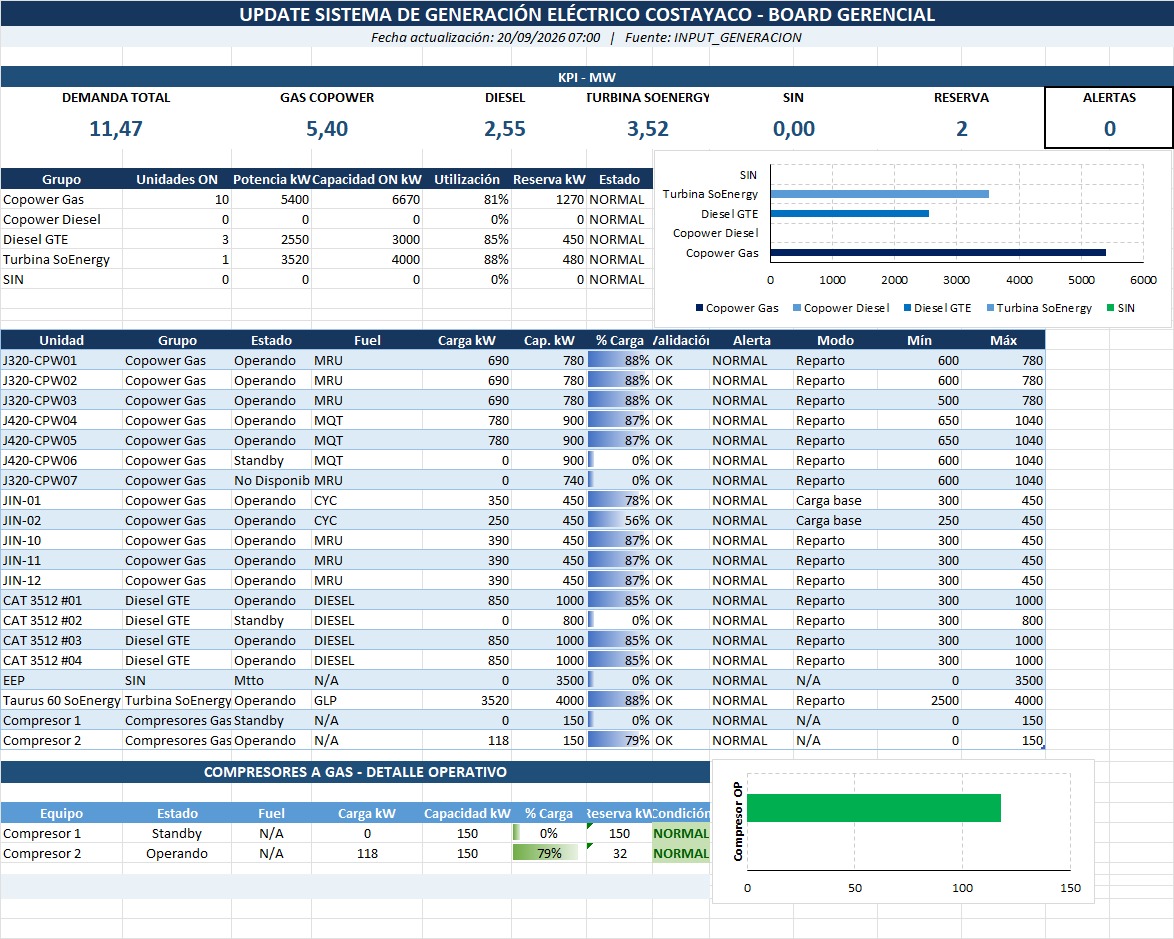 UPDATE SISTEMA DE GENERACIÓN ELÉCTRICO COSTAYACO - BOARD GERENCIAL
Fecha actualización: 20/09/2026 07:00 | Fuente: INPUT_GENERACION
KPI - MW
DEMANDA TOTAL GAS COPOWER DIESEL TURBINA SOENERGY SIN RESERVA ALERTAS
11,47 5,40 2,55 3,52 0,00 2 0
Grupo Unidades ON Potencia kW Capacidad ON kW Utilización Reserva kW Estado
Copower Gas 10 5400 6670 81% 1270 NORMAL
Copower Diesel 0 0 0 0% 0 NORMAL
Diesel GTE 3 2550 3000 85% 450 NORMAL
Turbina SoEnergy 1 3520 4000 88% 480 NORMAL
SIN 0 0 0 0% 0 NORMAL
SIN
Turbina SoEnergy
Diesel GTE
Copower Diesel
Copower Gas
0 1000 2000 3000 4000 5000 6000
Copower Gas Copower Diesel Diesel GTE Turbina SoEnergy SIN
Unidad Grupo Estado Fuel Carga kW Cap. kW % Carga Validación Alerta Modo Mín Máx
J320-CPW01 Copower Gas Operando MRU 690 780 88% OK NORMAL Reparto 600 780
J320-CPW02 Copower Gas Operando MRU 690 780 88% OK NORMAL Reparto 600 780
J320-CPW03 Copower Gas Operando MRU 690 780 88% OK NORMAL Reparto 500 780
J420-CPW04 Copower Gas Operando MQT 780 900 87% OK NORMAL Reparto 650 1040
J420-CPW05 Copower Gas Operando MQT 780 900 87% OK NORMAL Reparto 650 1040
J420-CPW06 Copower Gas Standby MQT 0 900 0% OK NORMAL Reparto 600 1040
J320-CPW07 Copower Gas No Disponib MRU 0 740 0% OK NORMAL Reparto 600 1040
JIN-01 Copower Gas Operando CYC 350 450 78% OK NORMAL Carga base 300 450
JIN-02 Copower Gas Operando CYC 250 450 56% OK NORMAL Carga base 250 450
JIN-10 Copower Gas Operando MRU 390 450 87% OK NORMAL Reparto 300 450
JIN-11 Copower Gas Operando MRU 390 450 87% OK NORMAL Reparto 300 450
JIN-12 Copower Gas Operando MRU 390 450 87% OK NORMAL Reparto 300 450
CAT 3512 #01 Diesel GTE Operando DIESEL 850 1000 85% OK NORMAL Reparto 300 1000
CAT 3512 #02 Diesel GTE Standby DIESEL 0 800 0% OK NORMAL Reparto 300 800
CAT 3512 #03 Diesel GTE Operando DIESEL 850 1000 85% OK NORMAL Reparto 300 1000
CAT 3512 #04 Diesel GTE Operando DIESEL 850 1000 85% OK NORMAL Reparto 300 1000
EEP SIN Mtto N/A 0 3500 0% OK NORMAL N/A 0 3500
Taurus 60 SoEnergy Turbina SoEnergy Operando GLP 3520 4000 88% OK NORMAL Reparto 2500 4000
Compresor 1 Compresores Gas Standby N/A 0 150 0% OK NORMAL N/A 0 150
Compresor 2 Compresores Gas Operando N/A 118 150 79% OK NORMAL N/A 0 150
COMPRESORES A GAS - DETALLE OPERATIVO
Equipo Estado Fuel Carga kW Capacidad kW % Carga Reserva kW Condición
Compresor 1 Standby N/A 0 150 0% 150 NORMAL
Compresor 2 Operando N/A 118 150 79% 32 NORMAL
Compresor OP
0 50 100 150